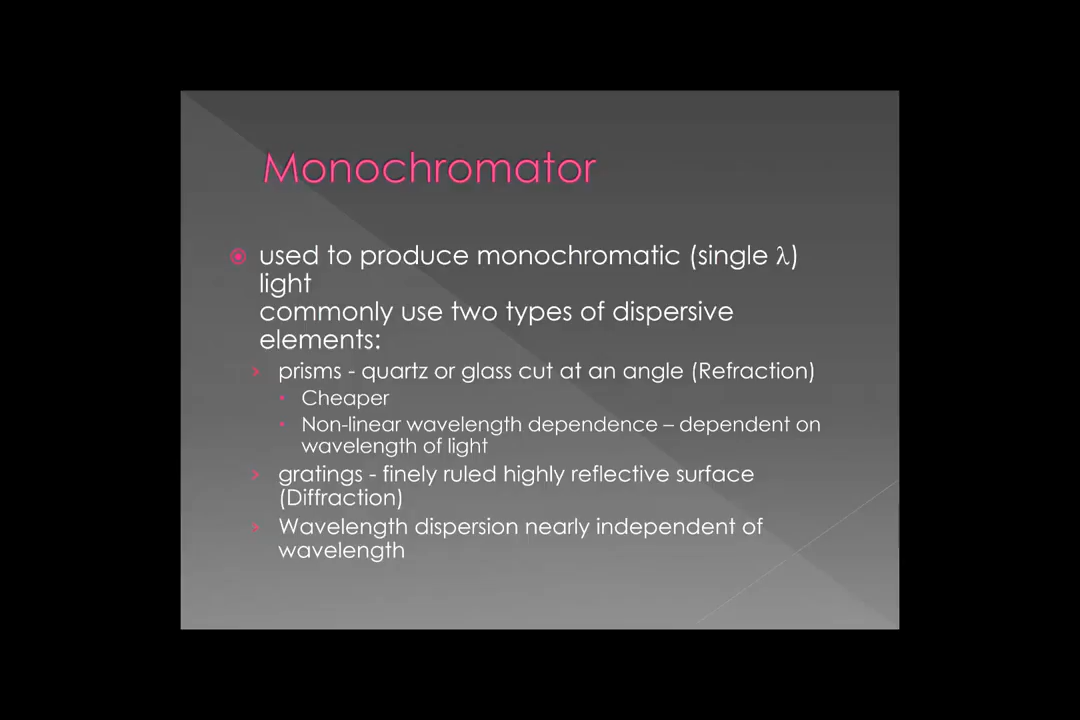 Monochromator
used to produce monochromatic (single λ)
light
commonly use two types of dispersive
elements:
prisms - quartz or glass cut at an angle (Refraction)
Cheaper
Non-linear wavelength dependence – dependent on
wavelength of light
gratings - finely ruled highly reflective surface
(Diffraction)
Wavelength dispersion nearly independent of
wavelength